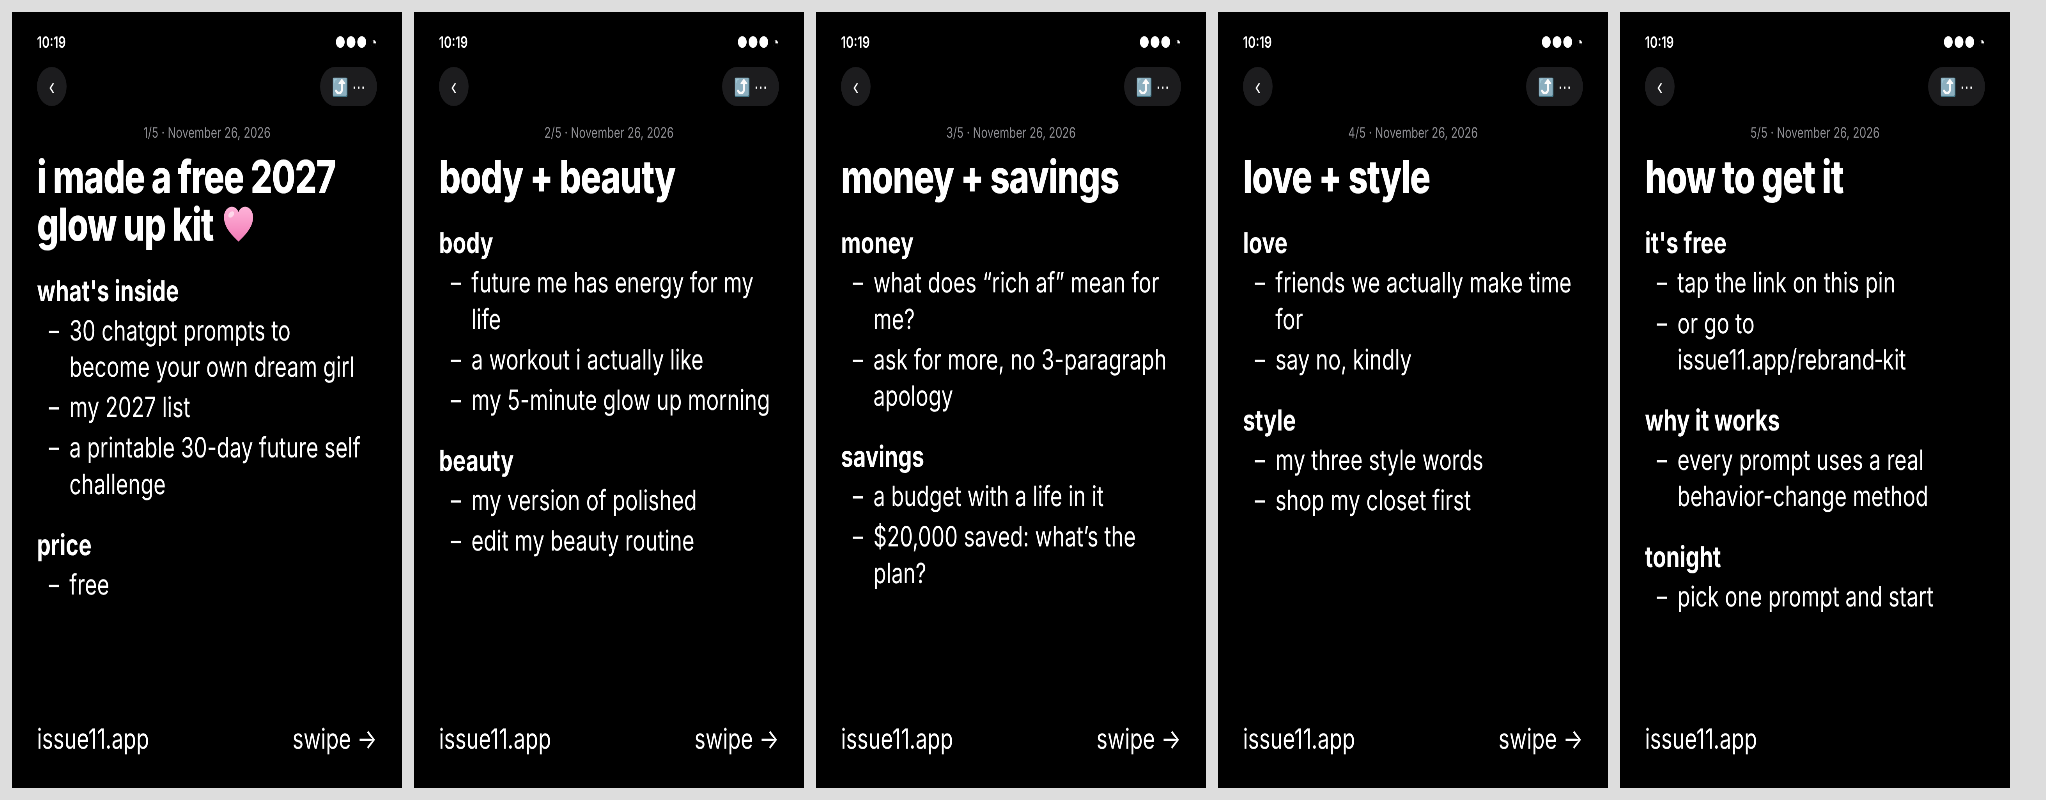 10:19
1/5 · November 26, 2026
i made a free 2027
glow up kit 🩷
what's inside
– 30 chatgpt prompts to
become your own dream girl
– my 2027 list
– a printable 30-day future self
challenge
price
– free
issue11.app
swipe →
10:19
2/5 · November 26, 2026
body + beauty
body
– future me has energy for my
life
– a workout i actually like
– my 5-minute glow up morning
beauty
– my version of polished
– edit my beauty routine
issue11.app
swipe →
10:19
3/5 · November 26, 2026
money + savings
money
– what does “rich af” mean for
me?
– ask for more, no 3-paragraph
apology
savings
– a budget with a life in it
– $20,000 saved: what’s the
plan?
issue11.app
swipe →
10:19
4/5 · November 26, 2026
love + style
love
– friends we actually make time
for
– say no, kindly
style
– my three style words
– shop my closet first
issue11.app
swipe →
10:19
5/5 · November 26, 2026
how to get it
it's free
– tap the link on this pin
– or go to
issue11.app/rebrand-kit
why it works
– every prompt uses a real
behavior-change method
tonight
– pick one prompt and start
issue11.app